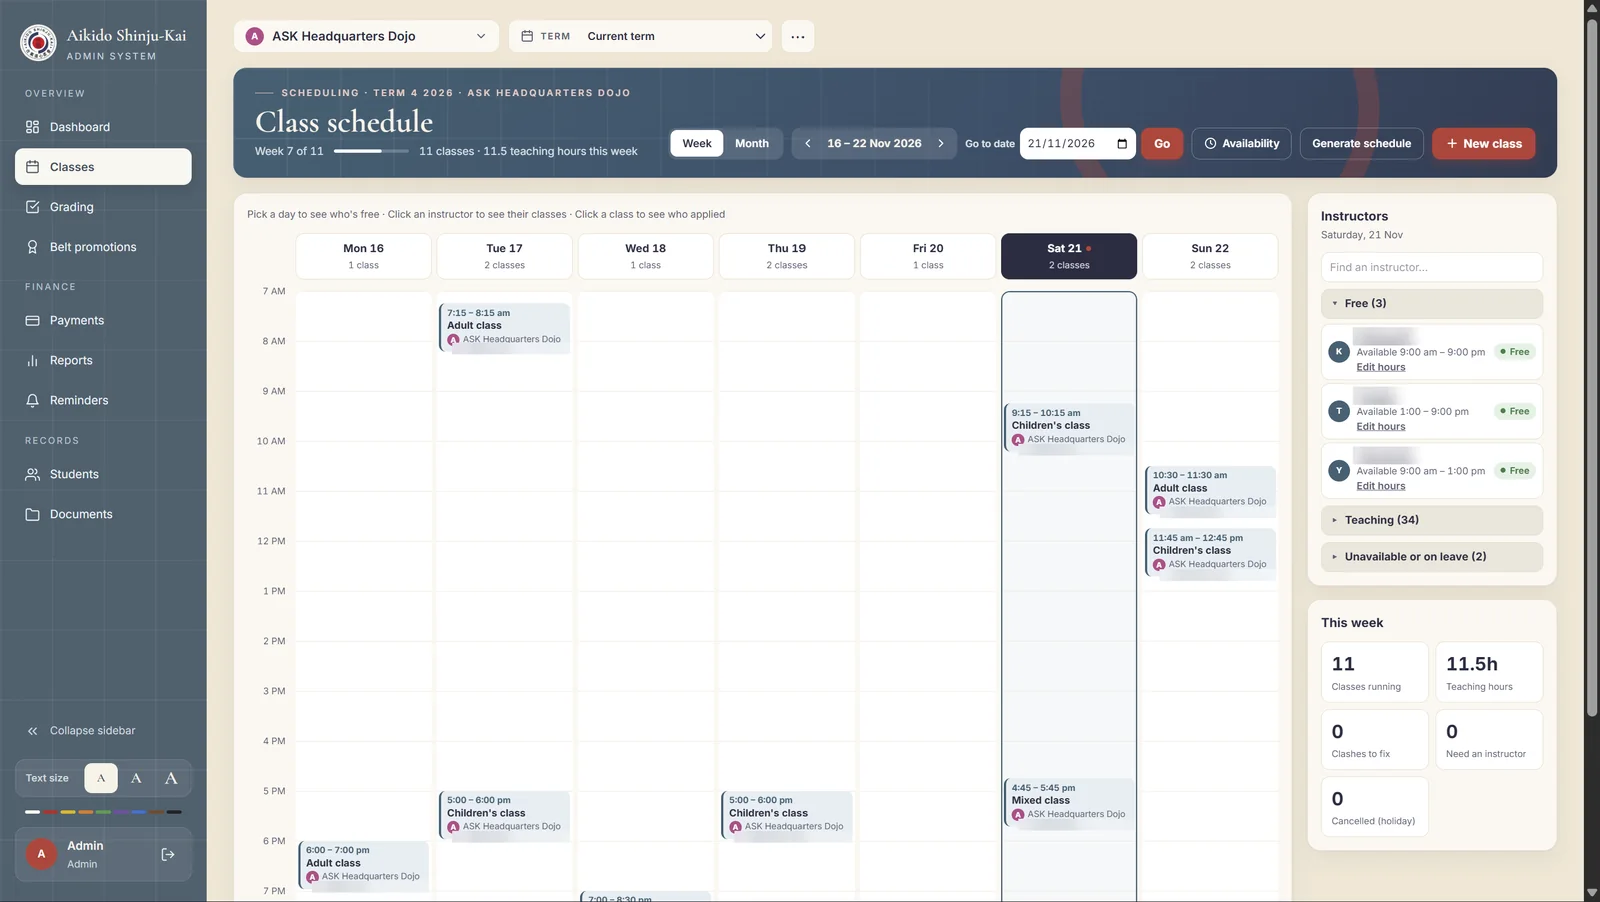 Aikido Shinju-Kai
ADMIN SYSTEM
OVERVIEW
Dashboard
Classes
Grading
Belt promotions
FINANCE
Payments
Reports
Reminders
RECORDS
Students
Documents
Collapse sidebar
Text size A A A
A Admin
Admin
A ASK Headquarters Dojo
TERM Current term
...
SCHEDULING · TERM 4 2026 · ASK HEADQUARTERS DOJO
Class schedule
Week 7 of 11 11 classes · 11.5 teaching hours this week
Week Month
16 – 22 Nov 2026
Go to date 21/11/2026 Go
Availability
Generate schedule
+ New class
Pick a day to see who's free · Click an instructor to see their classes · Click a class to see who applied
Mon 16 Tue 17 Wed 18 Thu 19 Fri 20 Sat 21 Sun 22
1 class 2 classes 1 class 2 classes 1 class 2 classes 2 classes
7 AM
7:15 – 8:15 am
Adult class
A ASK Headquarters Dojo
8 AM
9 AM
9:15 – 10:15 am
Children's class
A ASK Headquarters Dojo
10 AM
10:30 – 11:30 am
Adult class
A ASK Headquarters Dojo
11 AM
11:45 am – 12:45 pm
Children's class
A ASK Headquarters Dojo
12 PM
1 PM
2 PM
3 PM
4 PM
4:45 – 5:45 pm
Mixed class
A ASK Headquarters Dojo
5 PM
5:00 – 6:00 pm
Children's class
A ASK Headquarters Dojo
5:00 – 6:00 pm
Children's class
A ASK Headquarters Dojo
6 PM
6:00 – 7:00 pm
Adult class
A ASK Headquarters Dojo
7 PM
7:00 – 8:30 pm
Instructors
Saturday, 21 Nov
Find an instructor...
Free (3)
K Available 9:00 am – 9:00 pm Free
Edit hours
T Available 1:00 – 9:00 pm Free
Edit hours
Y Available 9:00 am – 1:00 pm Free
Edit hours
Teaching (34)
Unavailable or on leave (2)
This week
11
Classes running
11.5h
Teaching hours
0
Clashes to fix
0
Need an instructor
0
Cancelled (holiday)